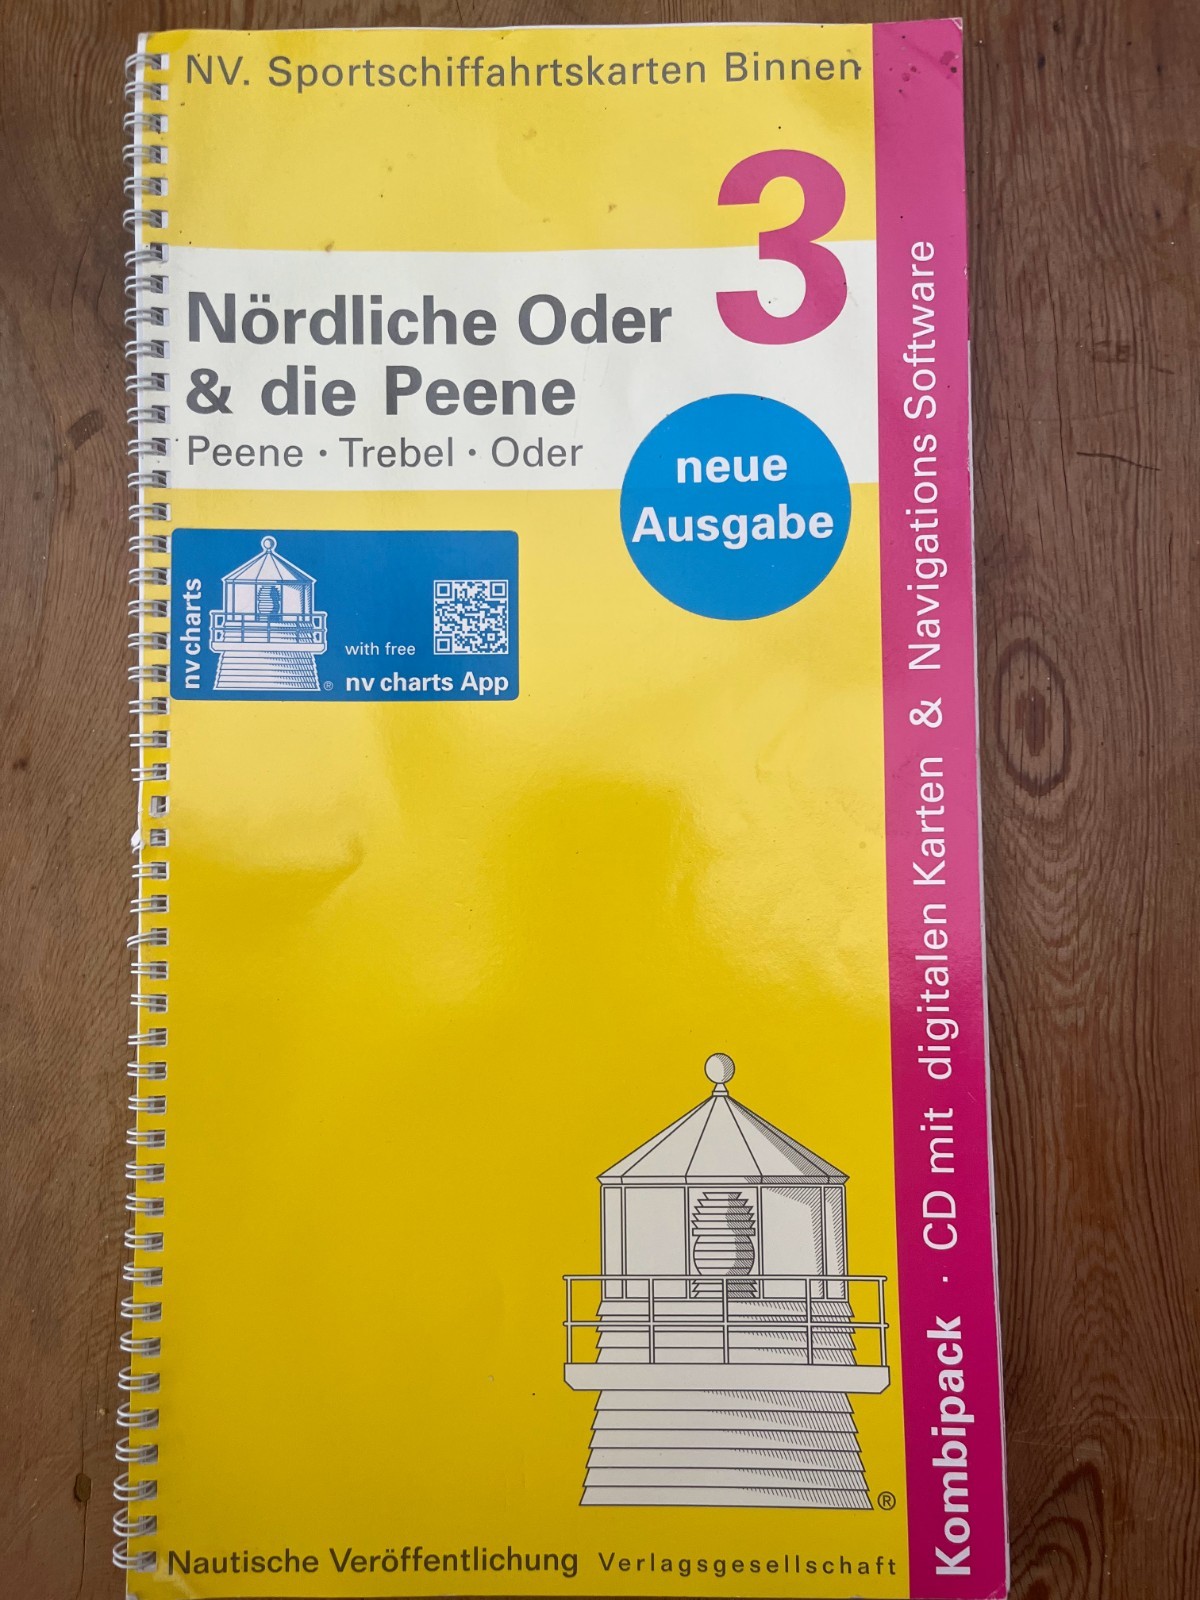 NV. Sportschiffahrtskarten Binnen
3
Nördliche Oder
& die Peene
Peene · Trebel · Oder
neue
Ausgabe
nv charts
with free
® nv charts App
Kombipack · CD mit digitalen Karten & Navigations Software
®
Nautische Veröffentlichung Verlagsgesellschaft